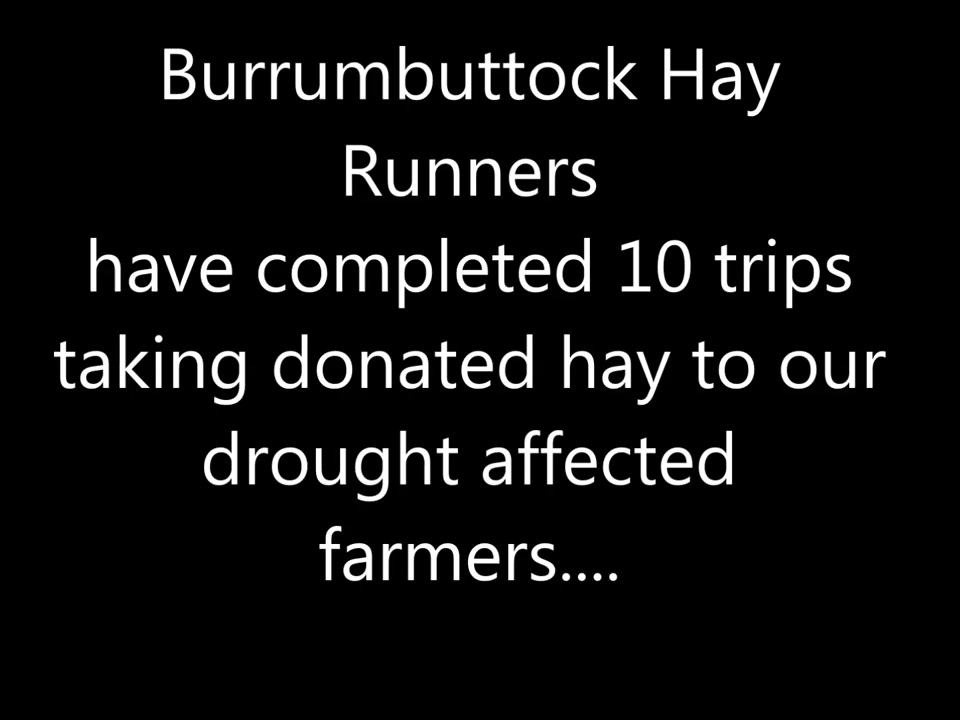 Burrumbuttock Hay
Runners
have completed 10 trips
taking donated hay to our
drought affected
farmers....